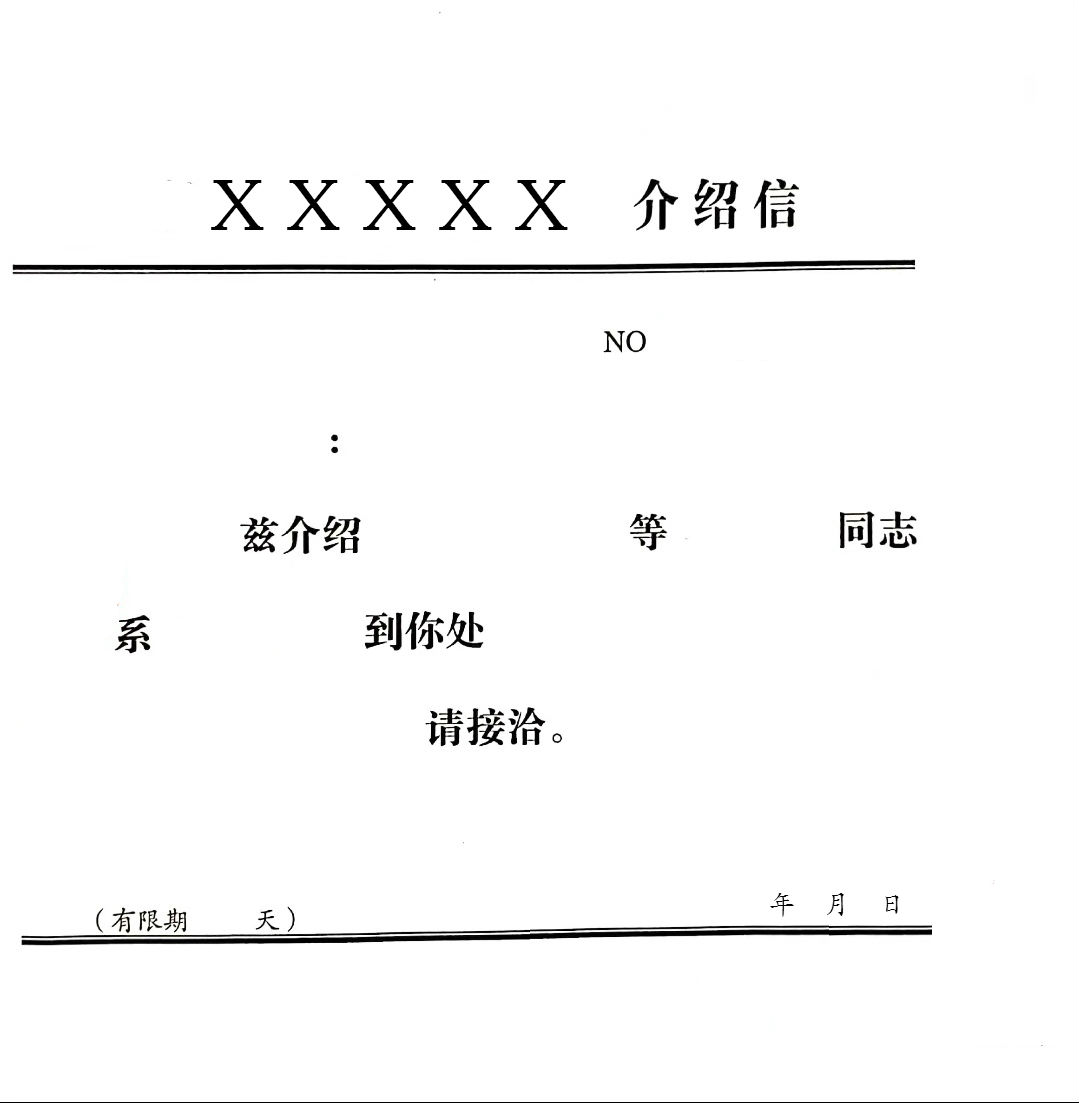 XXXXX 介绍信
NO
：
兹介绍 等 同志
系 到你处
请接洽。
（有限期 天） 年 月 日